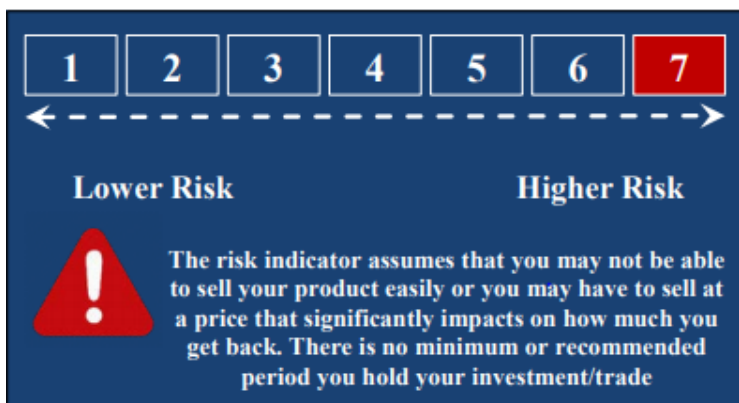 1 2 3 4 5 6 7
Lower Risk Higher Risk
!
The risk indicator assumes that you may not be able
to sell your product easily or you may have to sell at
a price that significantly impacts on how much you
get back. There is no minimum or recommended
period you hold your investment/trade